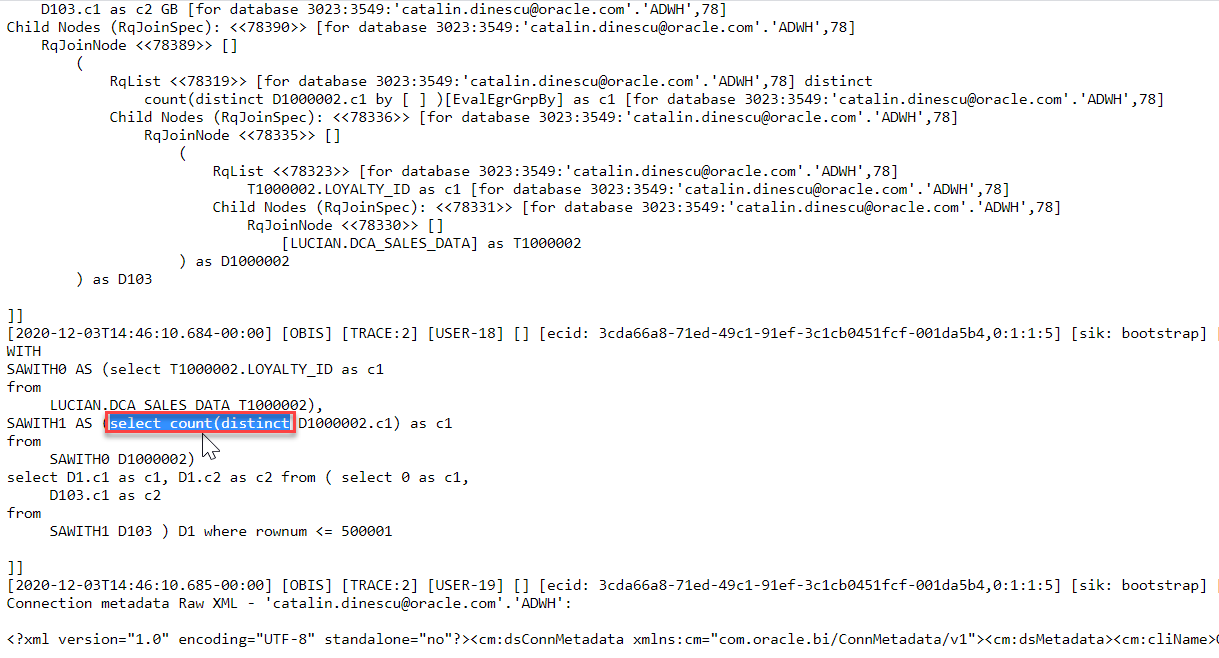 D103.c1 as c2 GB [for database 3023:3549:'catalin.dinescu@oracle.com'.'ADWH',78]
Child Nodes (RqJoinSpec): <<78390>> [for database 3023:3549:'catalin.dinescu@oracle.com'.'ADWH',78]
RqJoinNode <<78389>> []
(
RqList <<78319>> [for database 3023:3549:'catalin.dinescu@oracle.com'.'ADWH',78] distinct
count(distinct D1000002.c1 by [ ] )[EvalEgrGrpBy] as c1 [for database 3023:3549:'catalin.dinescu@oracle.com'.'ADWH',78]
Child Nodes (RqJoinSpec): <<78336>> [for database 3023:3549:'catalin.dinescu@oracle.com'.'ADWH',78]
RqJoinNode <<78335>> []
(
RqList <<78323>> [for database 3023:3549:'catalin.dinescu@oracle.com'.'ADWH',78]
T1000002.LOYALTY_ID as c1 [for database 3023:3549:'catalin.dinescu@oracle.com'.'ADWH',78]
Child Nodes (RqJoinSpec): <<78331>> [for database 3023:3549:'catalin.dinescu@oracle.com'.'ADWH',78]
RqJoinNode <<78330>> []
[LUCIAN.DCA_SALES_DATA] as T1000002
) as D1000002
) as D103
]]
[2020-12-03T14:46:10.684-00:00] [OBIS] [TRACE:2] [USER-18] [] [ecid: 3cda66a8-71ed-49c1-91ef-3c1cb0451fcf-001da5b4,0:1:1:5] [sik: bootstrap] [
WITH
SAWITH0 AS (select T1000002.LOYALTY_ID as c1
from
LUCIAN.DCA_SALES_DATA T1000002),
SAWITH1 AS (select count(distinct D1000002.c1) as c1
from
SAWITH0 D1000002)
select D1.c1 as c1, D1.c2 as c2 from ( select 0 as c1,
D103.c1 as c2
from
SAWITH1 D103 ) D1 where rownum <= 500001
]]
[2020-12-03T14:46:10.685-00:00] [OBIS] [TRACE:2] [USER-19] [] [ecid: 3cda66a8-71ed-49c1-91ef-3c1cb0451fcf-001da5b4,0:1:1:5] [sik: bootstrap] [
Connection metadata Raw XML - 'catalin.dinescu@oracle.com'.'ADWH':
<?xml version="1.0" encoding="UTF-8" standalone="no"?><cm:dsConnMetadata xmlns:cm="com.oracle.bi/ConnMetadata/v1"><cm:dsMetadata><cm:cliName>